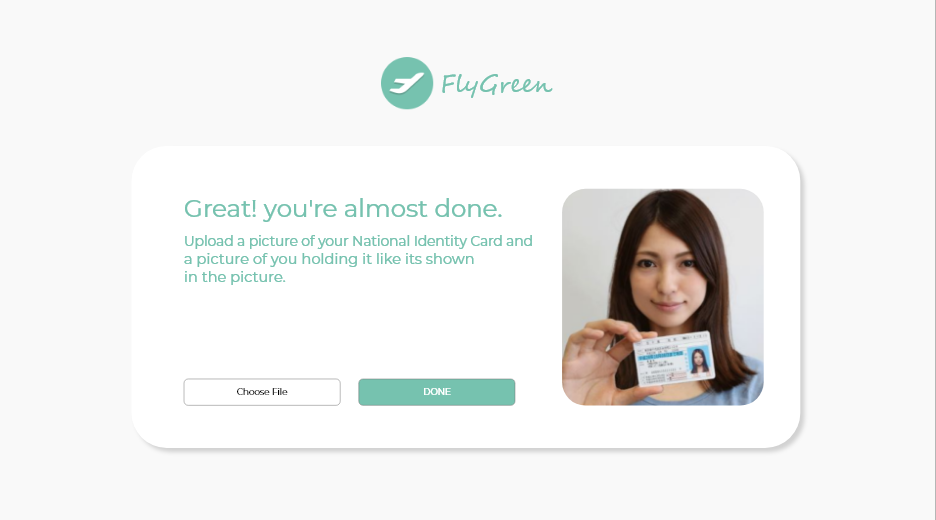 FlyGreen
Great! you're almost done.
Upload a picture of your National Identity Card and
a picture of you holding it like its shown
in the picture.
Choose File
DONE